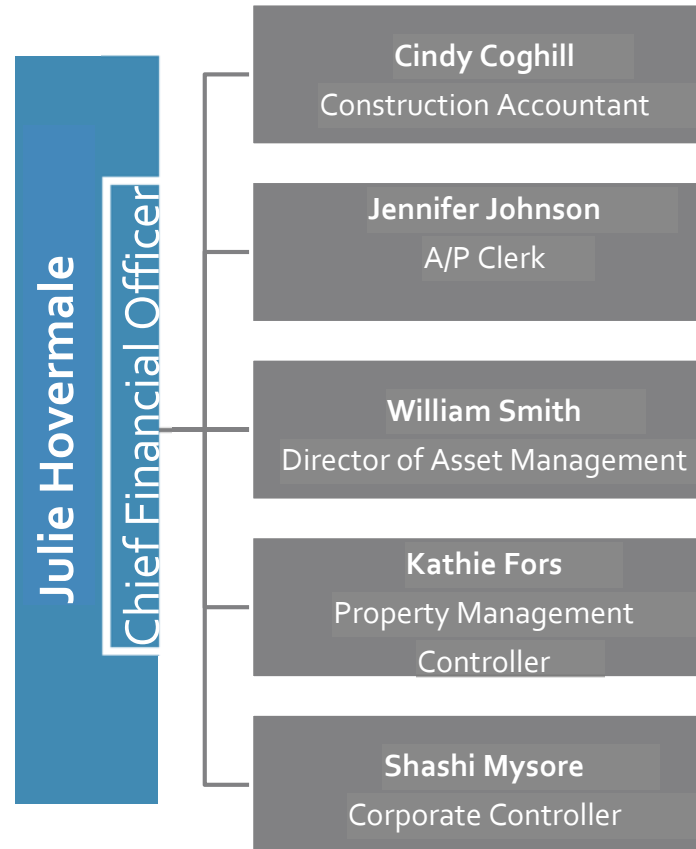 Julie Hovermale
Chief Financial Officer
Cindy Coghill
Construction Accountant
Jennifer Johnson
A/P Clerk
William Smith
Director of Asset Management
Kathie Fors
Property Management
Controller
Shashi Mysore
Corporate Controller